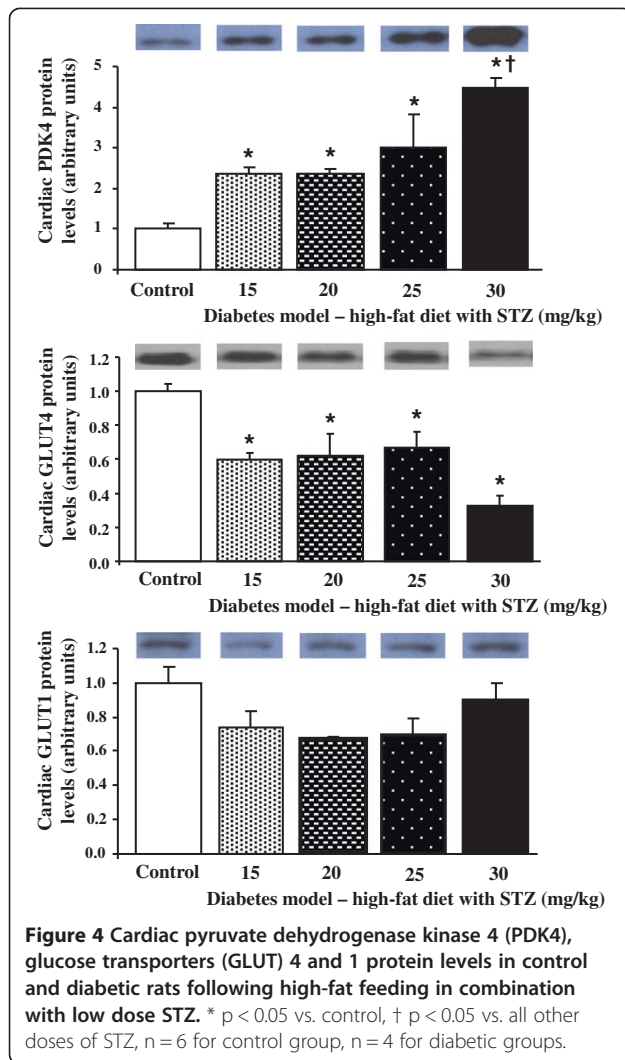 Cardiac PDK4 protein
levels (arbitrary units)
5
4
3
2
1
0
*
*
*
*†
Control
15
20
25
30
Diabetes model – high-fat diet with STZ (mg/kg)
Cardiac GLUT4 protein
levels (arbitrary units)
1.2
1.0
0.8
0.6
0.4
0.2
0.0
*
*
*
*
Control
15
20
25
30
Diabetes model – high-fat diet with STZ (mg/kg)
Cardiac GLUT1 protein
levels (arbitrary units)
1.2
1.0
0.8
0.6
0.4
0.2
0.0
Control
15
20
25
30
Diabetes model – high-fat diet with STZ (mg/kg)
Figure 4 Cardiac pyruvate dehydrogenase kinase 4 (PDK4),
glucose transporters (GLUT) 4 and 1 protein levels in control
and diabetic rats following high-fat feeding in combination
with low dose STZ. * p < 0.05 vs. control, † p < 0.05 vs. all other
doses of STZ, n = 6 for control group, n = 4 for diabetic groups.